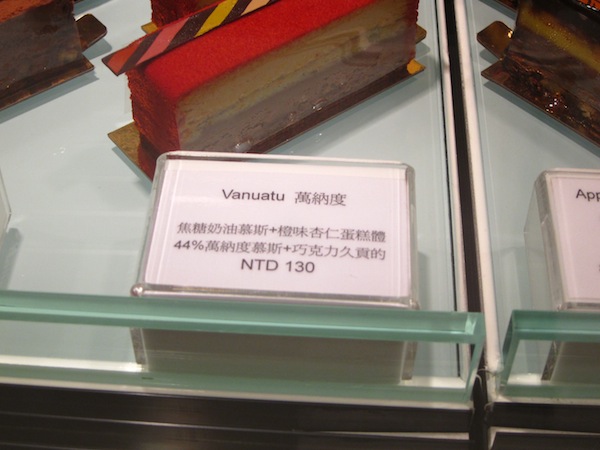 Vanuatu 萬納度
焦糖奶油慕斯+橙味杏仁蛋糕體
44%萬納度慕斯+巧克力久貢的
NTD 130
App